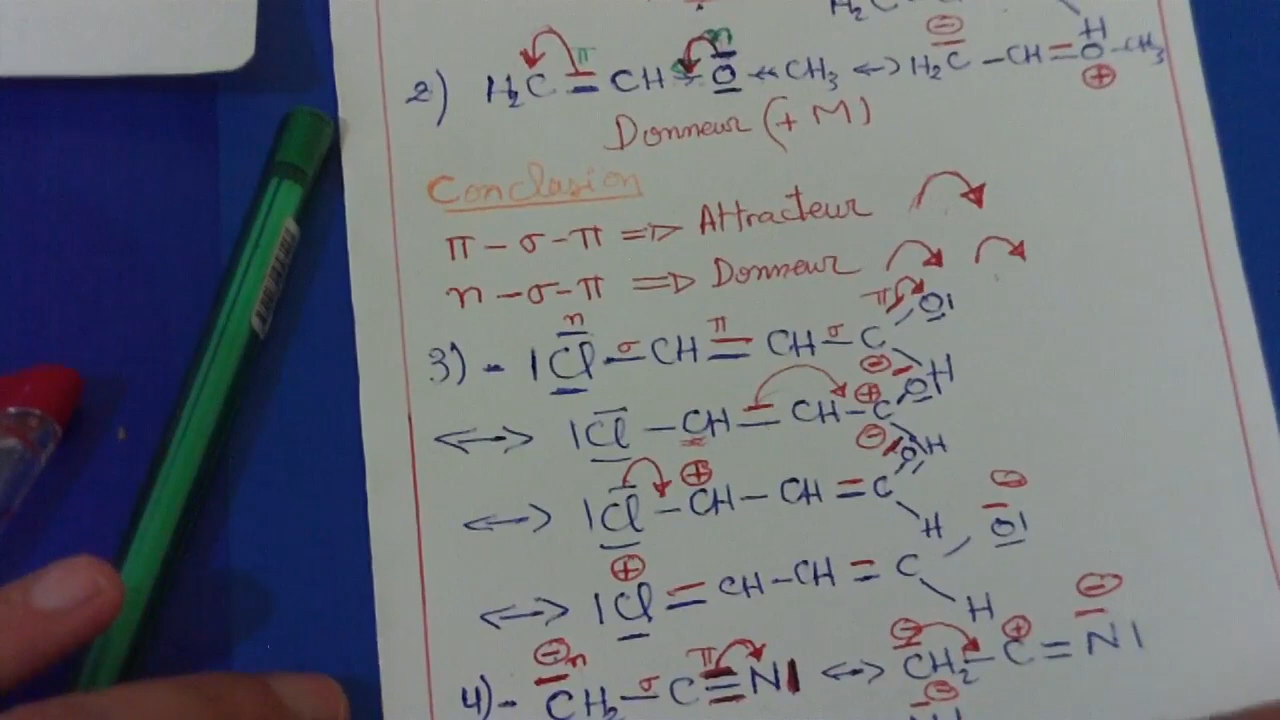 H₂C
2) H₂C = CH – O – CH₃ ↔ H₂C – CH = O – CH₃
π n ⊖ H ⊕
Donneur (+ M)
Conclusion
π – σ – π => Attracteur
n – σ – π => Donneur
3) - |Cl – CH = CH – C
n σ π σ π O| H
↔ |Cl – CH = CH – C
⊖ ⊕ O H
↔ |Cl – CH – CH = C
⊕ ⊖ O H
↔ |Cl = CH – CH = C
⊕ O| ⊖ H
4) - CH₂ – C ≡ N| ↔ CH₂ – C = N|
⊖ n σ π ⊖ ⊕ ⊖
⊖